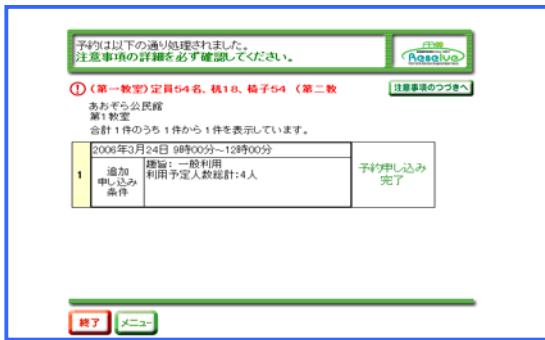 予約は以下の通り処理されました。
注意事項の詳細を必ず確認してください。
Resalva
(第一教室)定員54名、机18、椅子54 (第二教
注意事項のつづきへ
あおぞら公民館
第1教室
合計1件のうち1件から1件を表示しています。
2006年3月24日 9時00分~12時00分
1
追加
申し込み
条件
趣旨: 一般利用
利用予定人数総計:4人
予約申し込み
完了
終了
メニュー